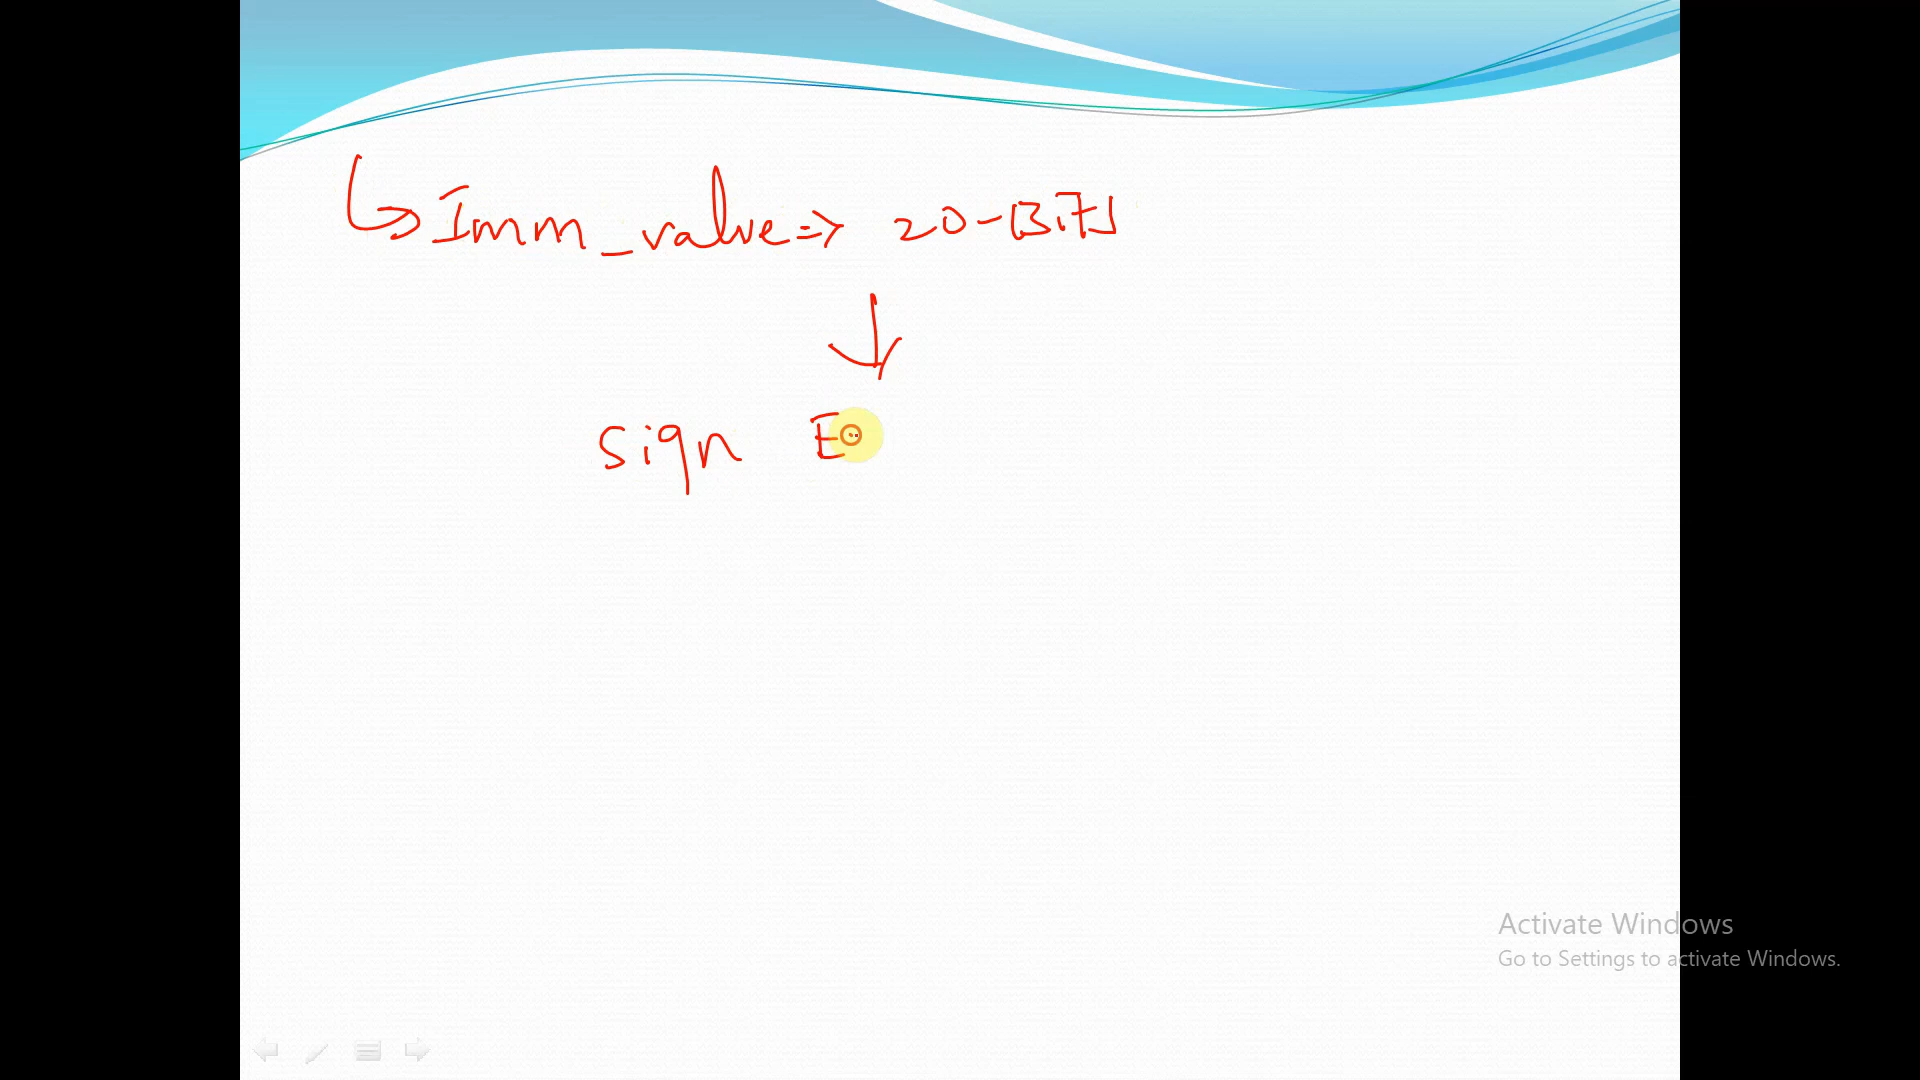 Imm_value => 20-Bits
sign E
Activate Windows
Go to Settings to activate Windows.